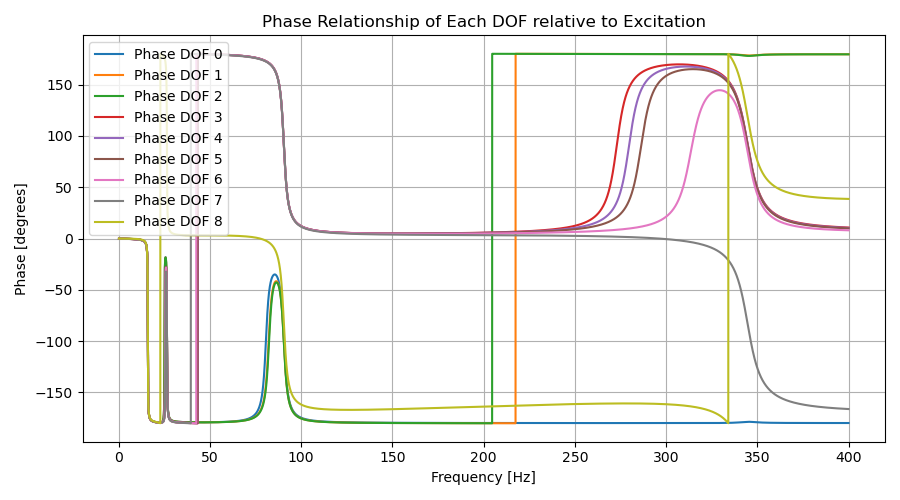 Phase Relationship of Each DOF relative to Excitation
Phase DOF 0
Phase DOF 1
Phase DOF 2
Phase DOF 3
Phase DOF 4
Phase DOF 5
Phase DOF 6
Phase DOF 7
Phase DOF 8
Phase [degrees]
150
100
50
0
−50
−100
−150
0 50 100 150 200 250 300 350 400
Frequency [Hz]